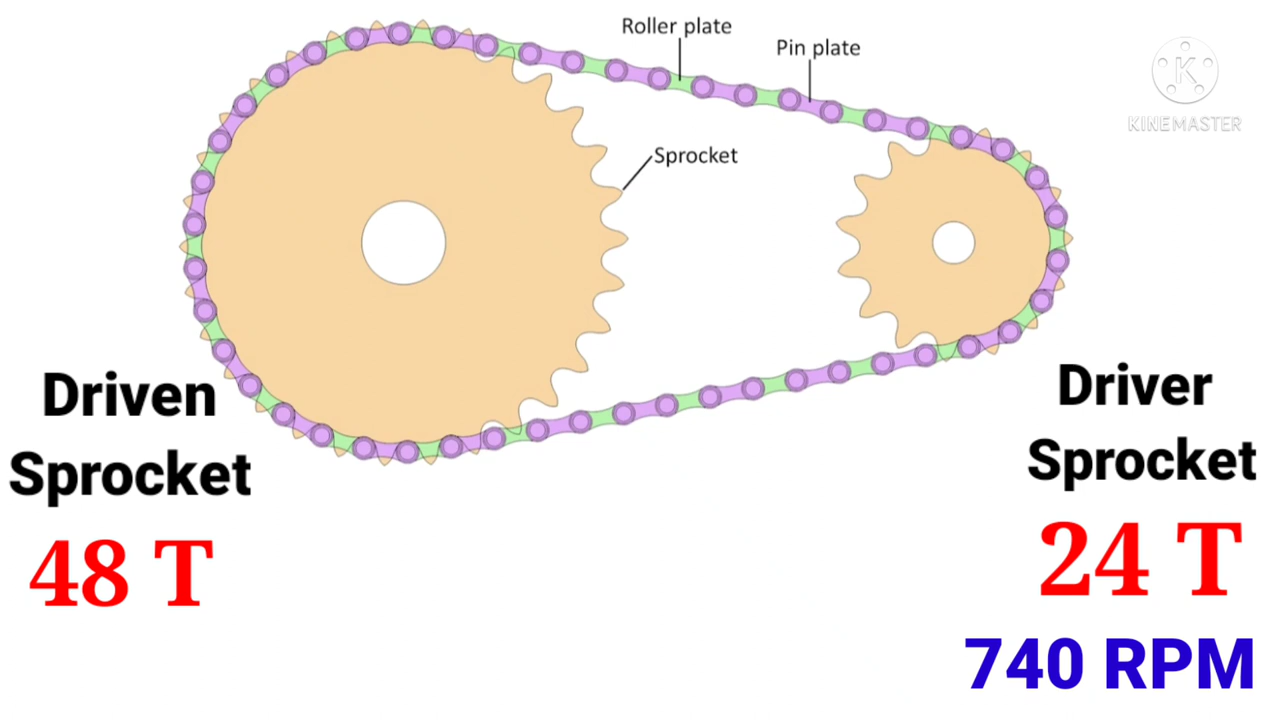 Roller plate
Pin plate
K
KINEMASTER
Sprocket
Driven
Sprocket
48 T
Driver
Sprocket
24 T
740 RPM